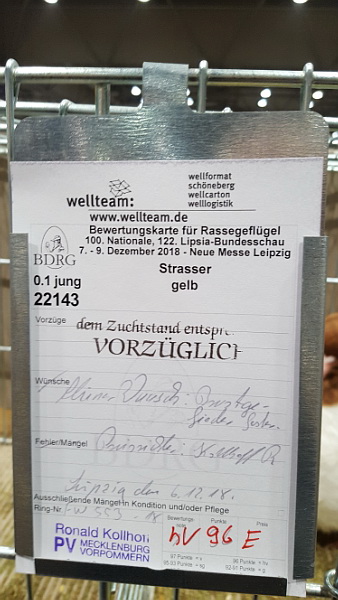 wellteam:
wellformat
schöneberg
wellcarton
welllogistik
www.wellteam.de
Bewertungskarte für Rassegeflügel
100. Nationale, 122. Lipsia-Bundesschau
7. - 9. Dezember 2018 - Neue Messe Leipzig
BDRG
Strasser
gelb
0.1 jung
22143
Vorzüge
dem Zuchtstand entspr.
VORZÜGLICH
Wünsche
Wunsch:
Fehler/Mängel
Leipzig den 6.12.18.
Ausschließende Mängel in Kondition und/oder Pflege
Ring-Nr.
Bewertungs-
note
Punkte
Preis
hV 96 E
Ronald Kollhoff
PV MECKLENBURG
VORPOMMERN